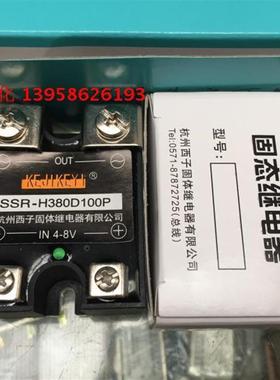 化 13958626193
OUT
KEJIKEYI
SSR-H380D100P
杭州西子固体继电器有限公司
IN 4-8V
固态继电器
型号:
杭州西子固体继电器有限公司
Tel:0571-87872725(总线)